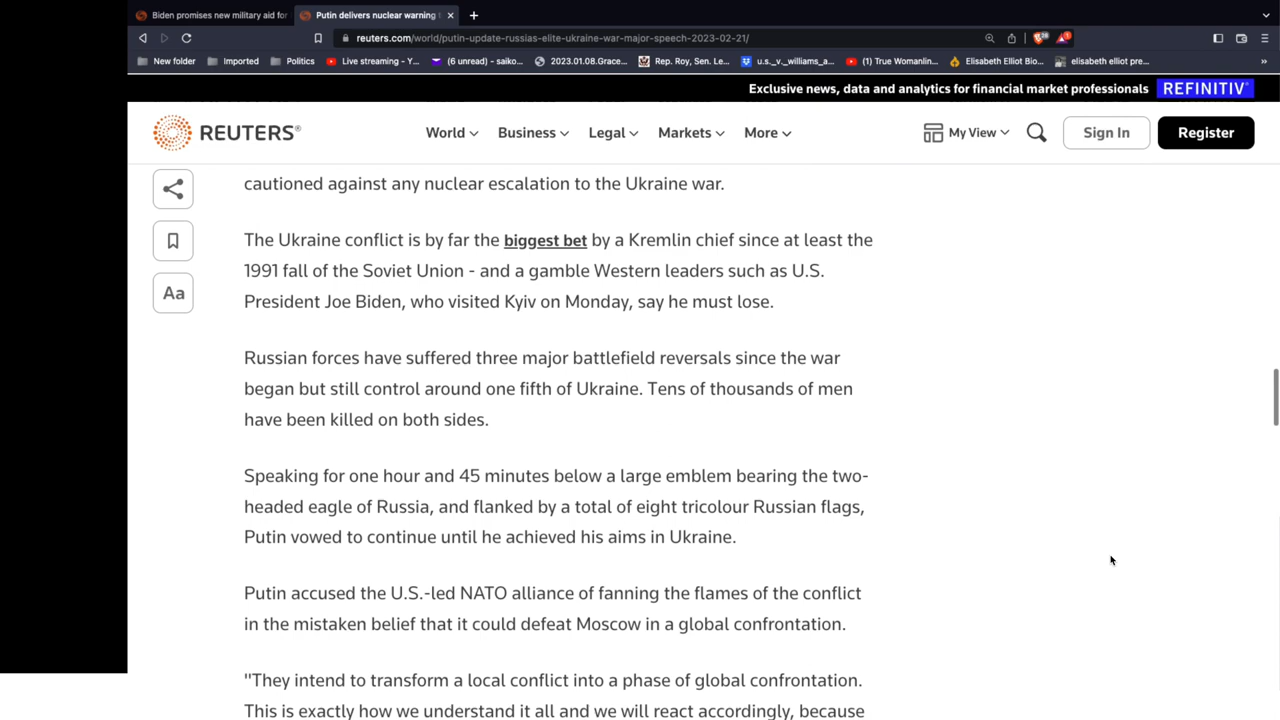 Biden promises new military aid for
Putin delivers nuclear warning
reuters.com/world/putin-update-russias-elite-ukraine-war-major-speech-2023-02-21/
New folder Imported Politics Live streaming - Y... (6 unread) - saiko... 2023.01.08.Grace... Rep. Roy, Sen. Le... u.s._v._williams_a... (1) True Womanlin... Elisabeth Elliot Bio... elisabeth elliot pre...
Exclusive news, data and analytics for financial market professionals REFINITIV
REUTERS® World Business Legal Markets More My View Sign In Register
cautioned against any nuclear escalation to the Ukraine war.
The Ukraine conflict is by far the biggest bet by a Kremlin chief since at least the
1991 fall of the Soviet Union - and a gamble Western leaders such as U.S.
President Joe Biden, who visited Kyiv on Monday, say he must lose.
Aa
Russian forces have suffered three major battlefield reversals since the war
began but still control around one fifth of Ukraine. Tens of thousands of men
have been killed on both sides.
Speaking for one hour and 45 minutes below a large emblem bearing the two-
headed eagle of Russia, and flanked by a total of eight tricolour Russian flags,
Putin vowed to continue until he achieved his aims in Ukraine.
Putin accused the U.S.-led NATO alliance of fanning the flames of the conflict
in the mistaken belief that it could defeat Moscow in a global confrontation.
"They intend to transform a local conflict into a phase of global confrontation.
This is exactly how we understand it all and we will react accordingly, because